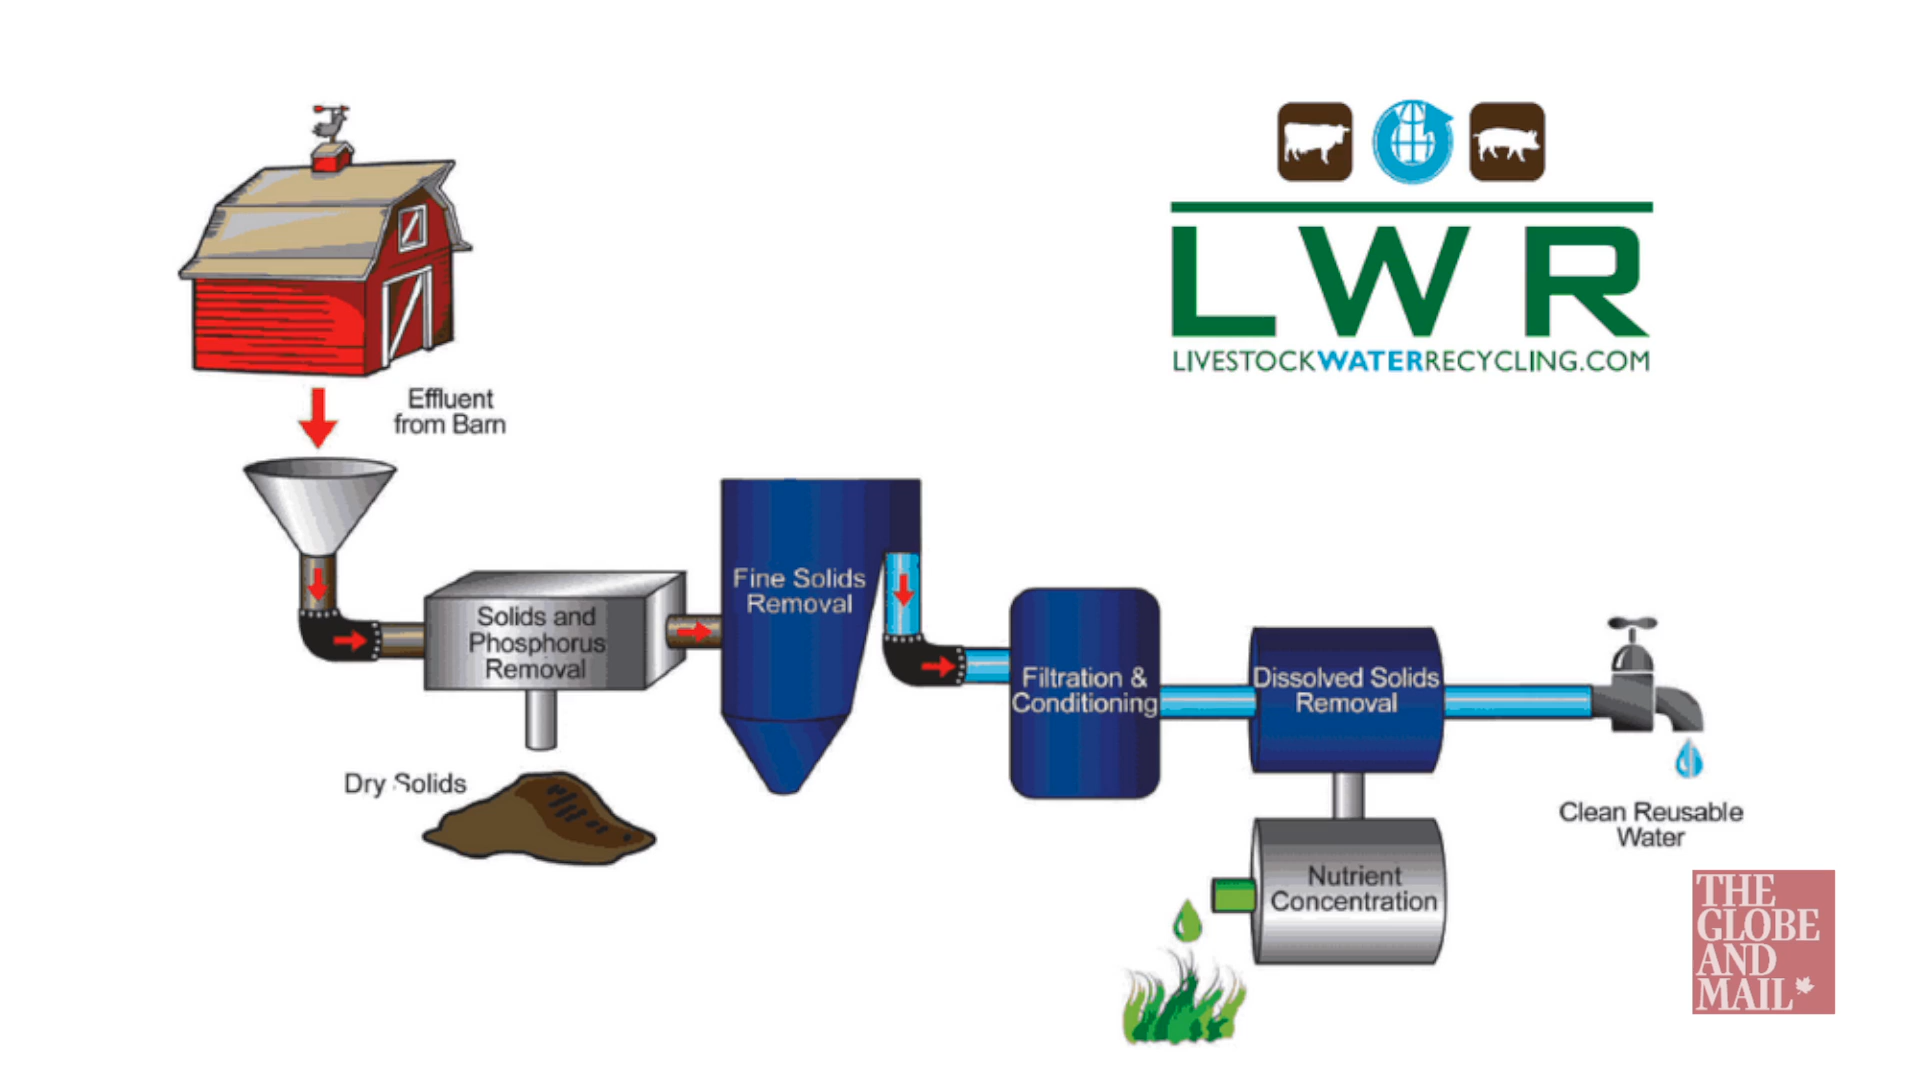 LWR
LIVESTOCKWATERRECYCLING.COM
Effluent
from Barn
Solids and
Phosphorus
Removal
Dry Solids
Fine Solids
Removal
Filtration &
Conditioning
Dissolved Solids
Removal
Nutrient
Concentration
Clean Reusable
Water
THE
GLOBE
AND
MAIL